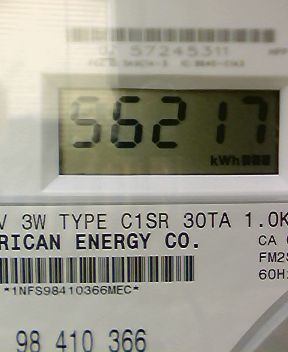 57245311
56217
kWh
V 3W TYPE C1SR 30TA 1.0K
RICAN ENERGY CO.
CA
FM2S
60H
*1NFS98410366MEC*
98 410 366